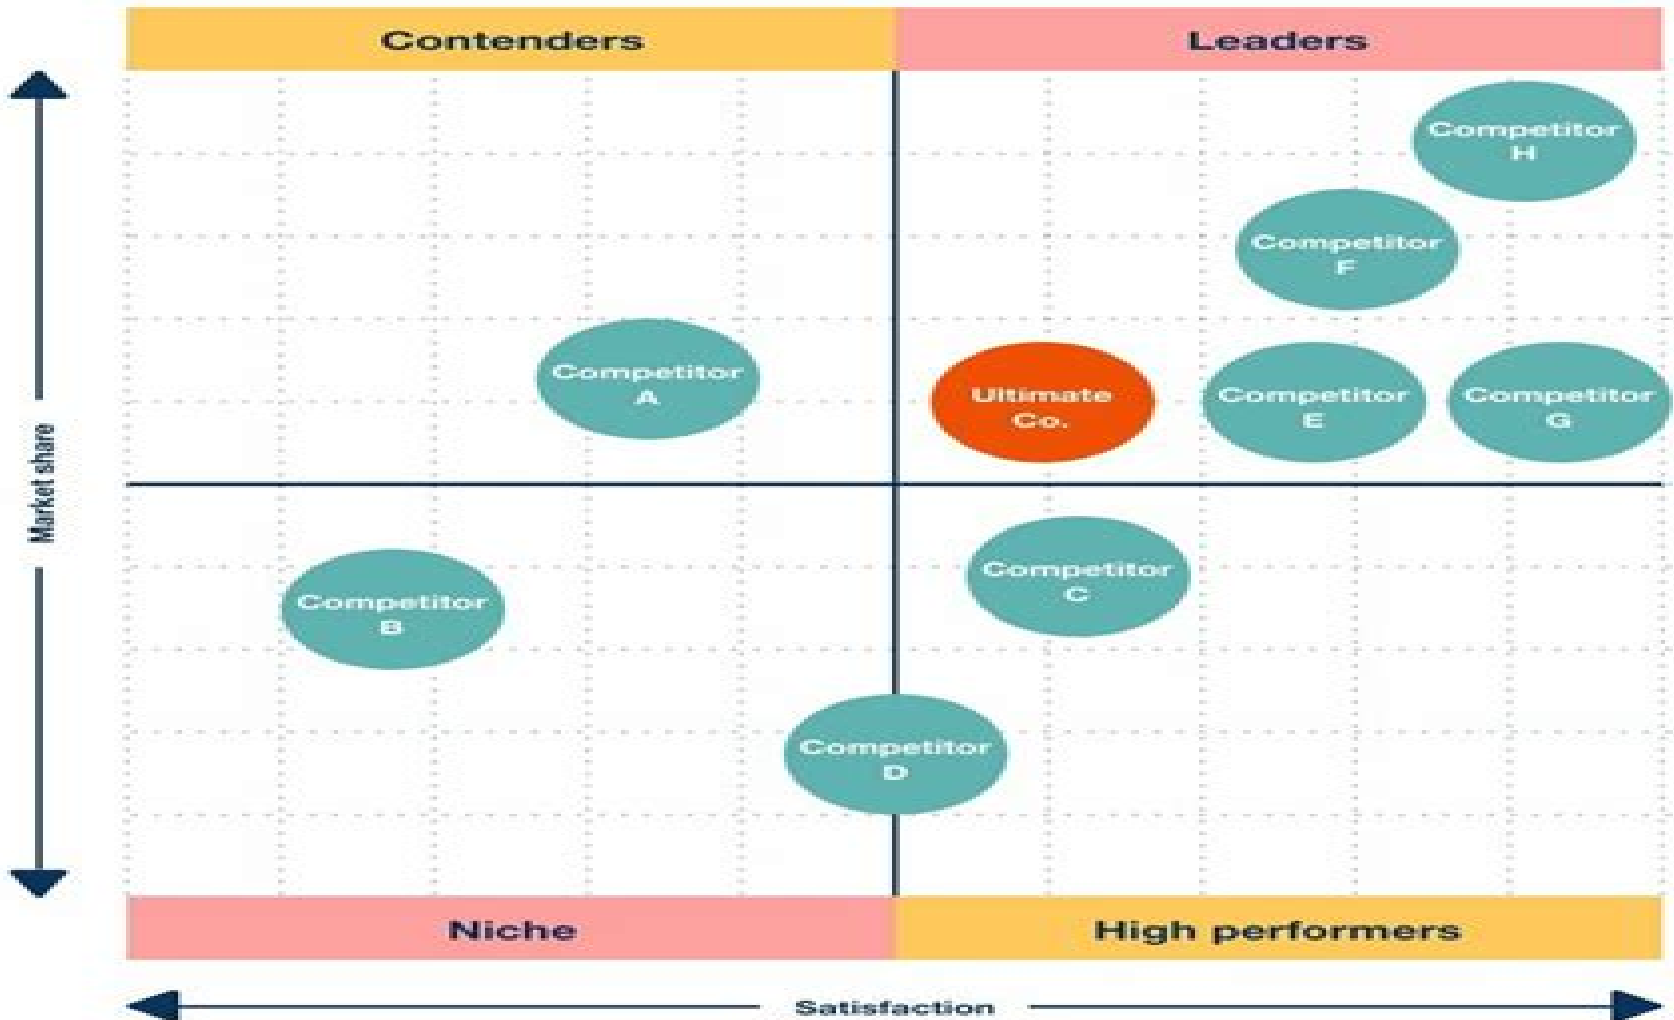 Contenders
Leaders
Competitor
H
Competitor
F
Competitor
A
Ultimate
Co.
Competitor
E
Competitor
G
Market share
Competitor
C
Competitor
B
Competitor
D
Niche
High performers
Satisfaction